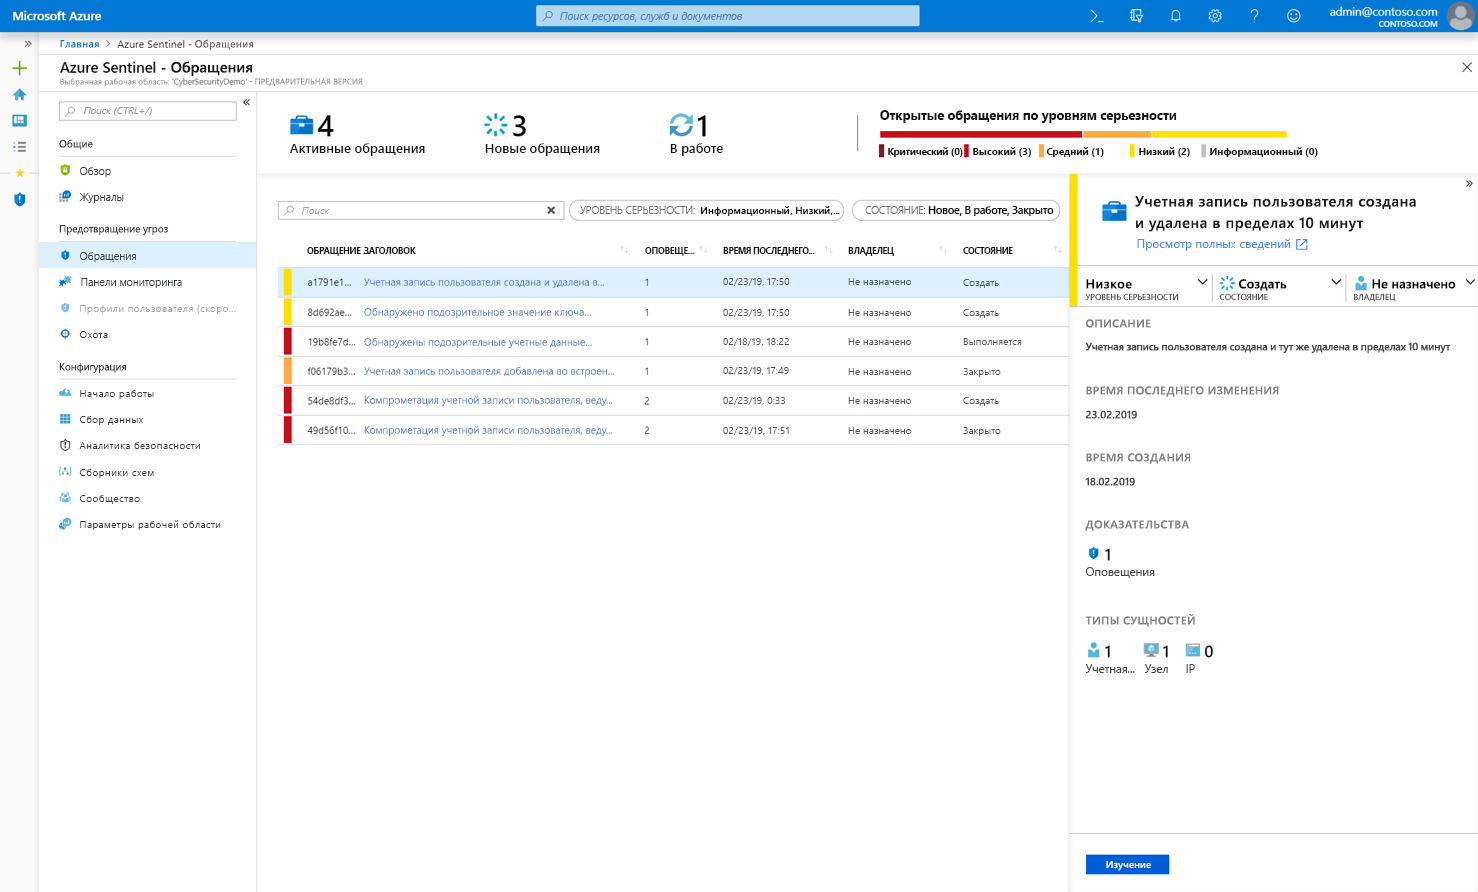 Microsoft Azure
Поиск ресурсов, служб и документов
admin@contoso.com
CONTOSO.COM
Главная > Azure Sentinel - Обращения
Azure Sentinel - Обращения
Выбранная рабочая область: 'CyberSecurityDemo' - ПРЕДВАРИТЕЛЬНАЯ ВЕРСИЯ
Поиск (CTRL+/)
Общие
Обзор
Журналы
Предотвращение угроз
Обращения
Панели мониторинга
Профили пользователя (скоро...
Охота
Конфигурация
Начало работы
Сбор данных
Аналитика безопасности
Сборники схем
Сообщество
Параметры рабочей области
4
Активные обращения
3
Новые обращения
1
В работе
Открытые обращения по уровням серьезности
Критический (0) Высокий (3) Средний (1) Низкий (2) Информационный (0)
Поиск
УРОВЕНЬ СЕРЬЕЗНОСТИ: Информационный, Низкий,...
СОСТОЯНИЕ: Новое, В работе, Закрыто
ОБРАЩЕНИЕ ЗАГОЛОВОК ОПОВЕЩЕ... ВРЕМЯ ПОСЛЕДНЕГО... ВЛАДЕЛЕЦ СОСТОЯНИЕ
a1791e1... Учетная запись пользователя создана и удалена в... 1 02/23/19, 17:50 Не назначено Создать
8d692ae... Обнаружено подозрительное значение ключа... 1 02/23/19, 17:50 Не назначено Создать
19b8fe7d... Обнаружены подозрительные учетные данные... 1 02/18/19, 18:22 Не назначено Выполняется
f06179b3... Учетная запись пользователя добавлена во встроен... 1 02/23/19, 17:49 Не назначено Закрыто
54de8df3... Компрометация учетной записи пользователя, веду... 2 02/23/19, 0:33 Не назначено Создать
49d56f10... Компрометация учетной записи пользователя, веду... 2 02/23/19, 17:51 Не назначено Закрыто
Учетная запись пользователя создана
и удалена в пределах 10 минут
Просмотр полных сведений
Низкое
УРОВЕНЬ СЕРЬЕЗНОСТИ
Создать
СОСТОЯНИЕ
Не назначено
ВЛАДЕЛЕЦ
ОПИСАНИЕ
Учетная запись пользователя создана и тут же удалена в пределах 10 минут
ВРЕМЯ ПОСЛЕДНЕГО ИЗМЕНЕНИЯ
23.02.2019
ВРЕМЯ СОЗДАНИЯ
18.02.2019
ДОКАЗАТЕЛЬСТВА
1
Оповещения
ТИПЫ СУЩНОСТЕЙ
1 1 0
Учетная... Узел IP
Изучение